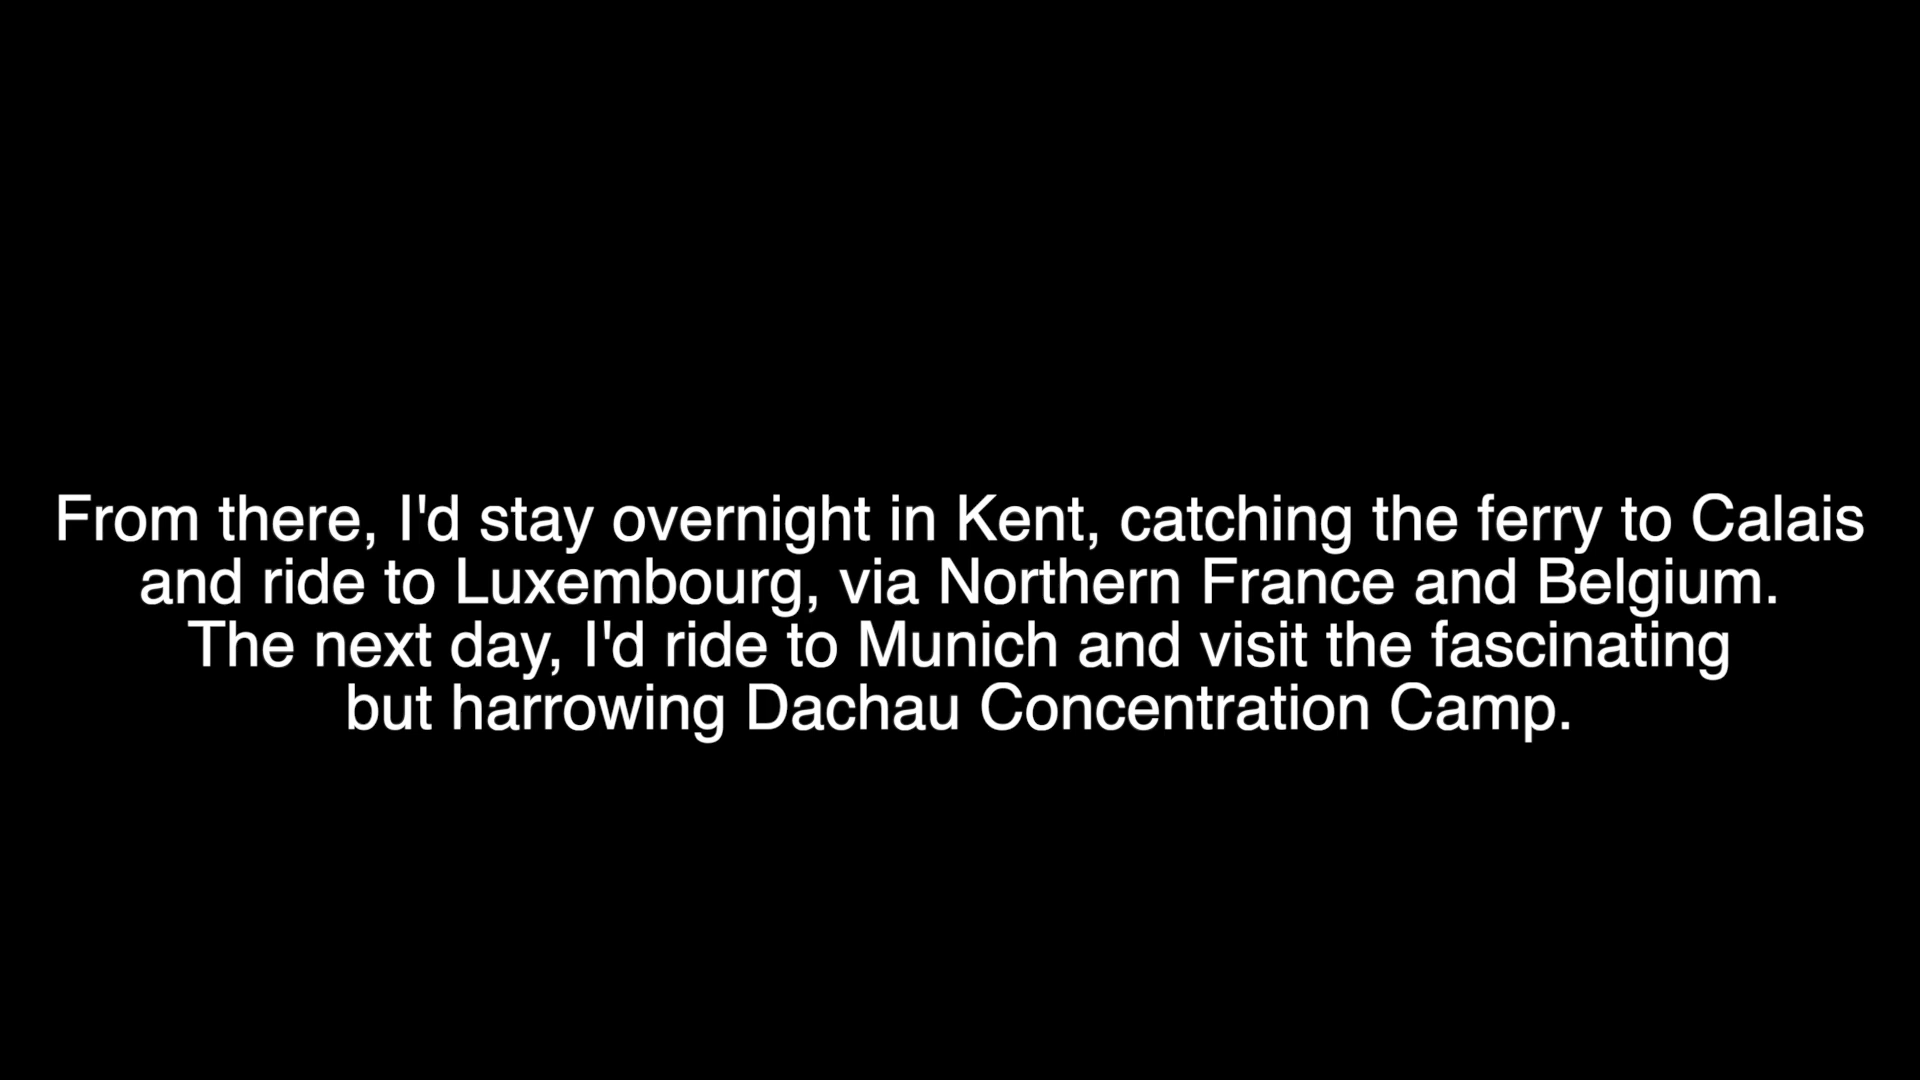 From there, I'd stay overnight in Kent, catching the ferry to Calais
and ride to Luxembourg, via Northern France and Belgium.
The next day, I'd ride to Munich and visit the fascinating
but harrowing Dachau Concentration Camp.